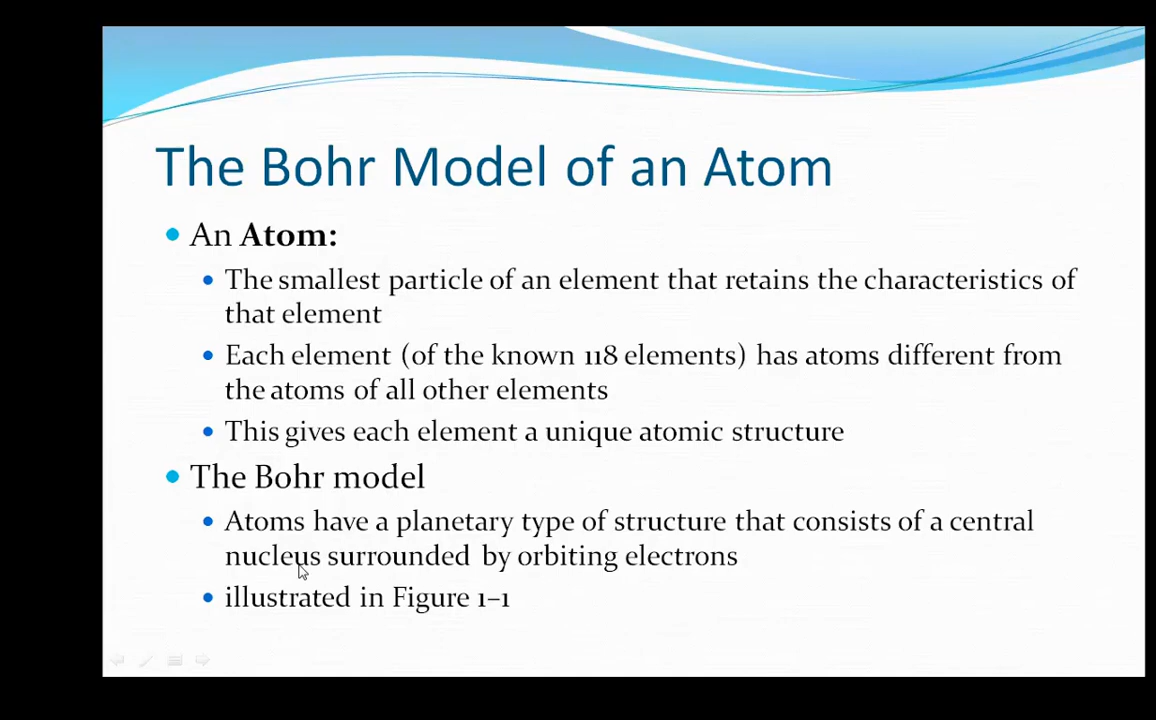 The Bohr Model of an Atom
An Atom:
The smallest particle of an element that retains the characteristics of
that element
Each element (of the known 118 elements) has atoms different from
the atoms of all other elements
This gives each element a unique atomic structure
The Bohr model
Atoms have a planetary type of structure that consists of a central
nucleus surrounded by orbiting electrons
illustrated in Figure 1–1